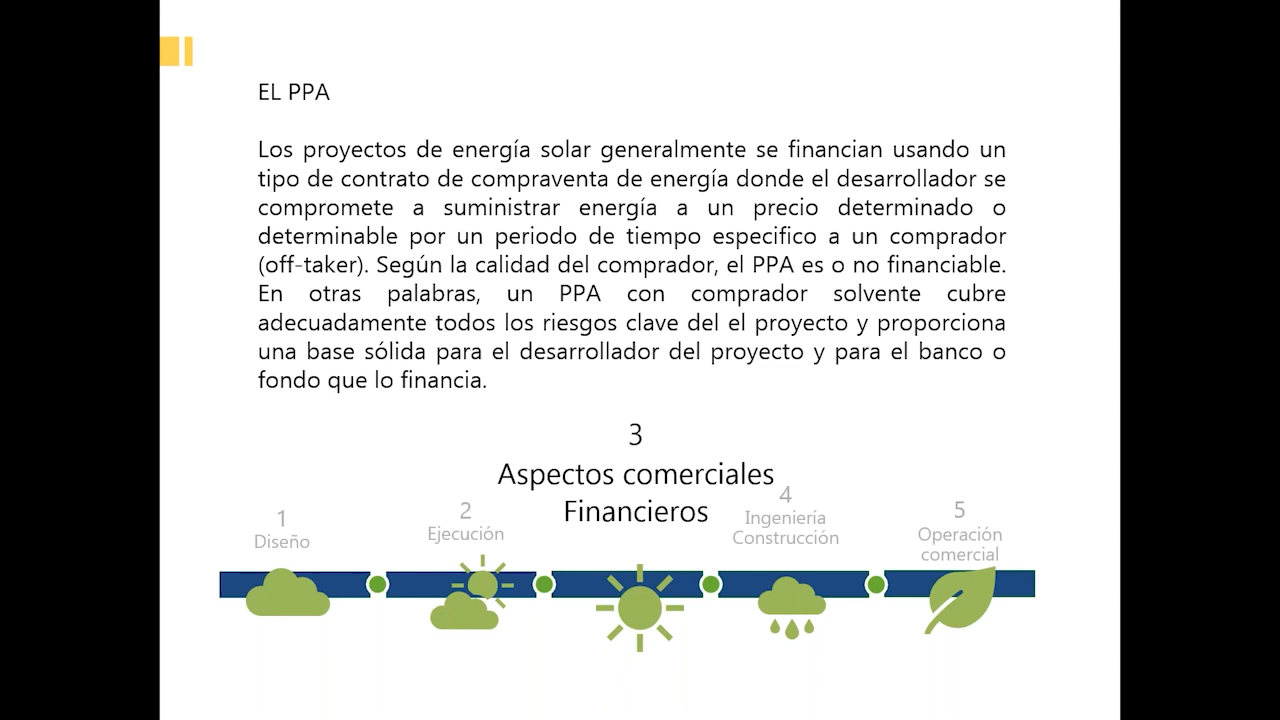 EL PPA
Los proyectos de energía solar generalmente se financian usando un
tipo de contrato de compraventa de energía donde el desarrollador se
compromete a suministrar energía a un precio determinado o
determinable por un periodo de tiempo especifico a un comprador
(off-taker). Según la calidad del comprador, el PPA es o no financiable.
En otras palabras, un PPA con comprador solvente cubre
adecuadamente todos los riesgos clave del el proyecto y proporciona
una base sólida para el desarrollador del proyecto y para el banco o
fondo que lo financia.
1
Diseño
2
Ejecución
3
Aspectos comerciales
Financieros
4
Ingeniería
Construcción
5
Operación
comercial